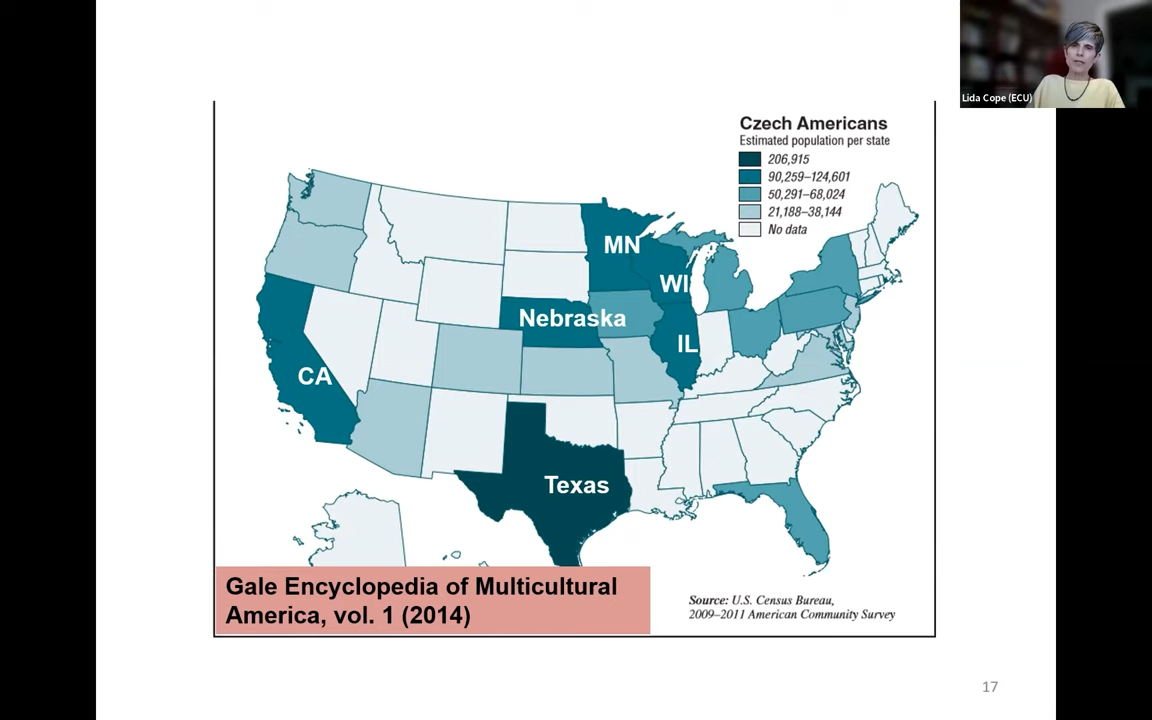 Lida Cope (ECU)
Czech Americans
Estimated population per state
206,915
90,259–124,601
50,291–68,024
21,188–38,144
No data
MN
WI
Nebraska
IL
CA
Texas
Gale Encyclopedia of Multicultural
America, vol. 1 (2014)
Source: U.S. Census Bureau,
2009–2011 American Community Survey
17